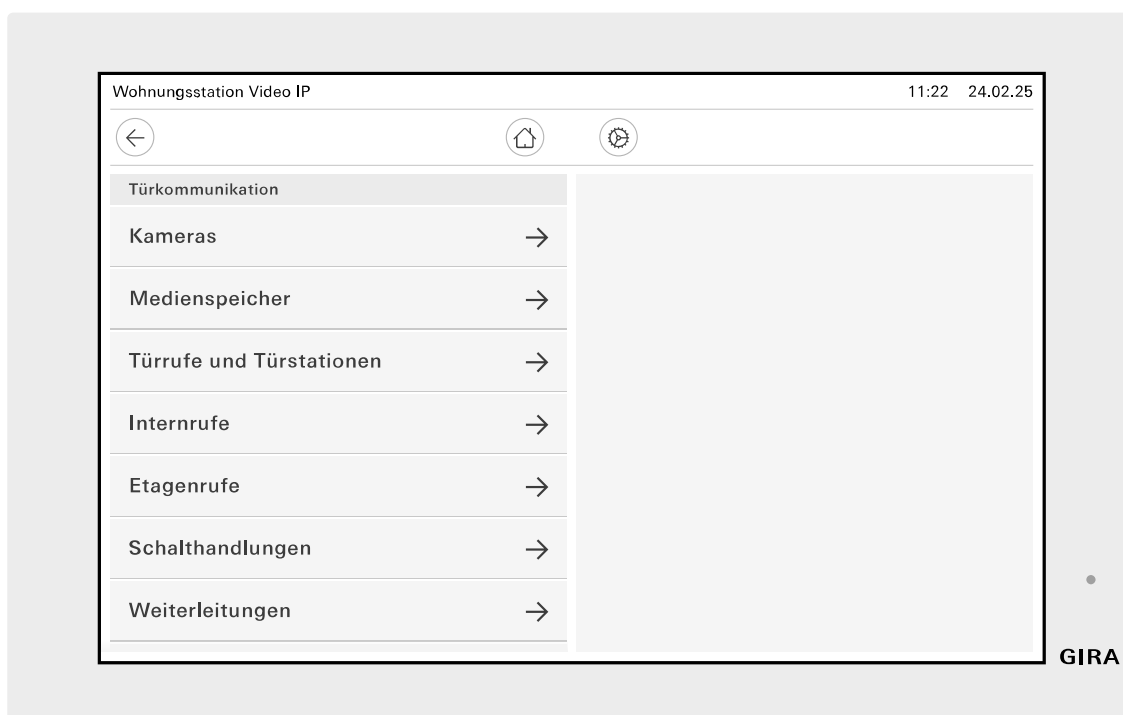 Wohnungsstation Video IP
11:22 24.02.25
Türkommunikation
Kameras
Medienspeicher
Türrufe und Türstationen
Internrufe
Etagenrufe
Schalthandlungen
Weiterleitungen
GIRA